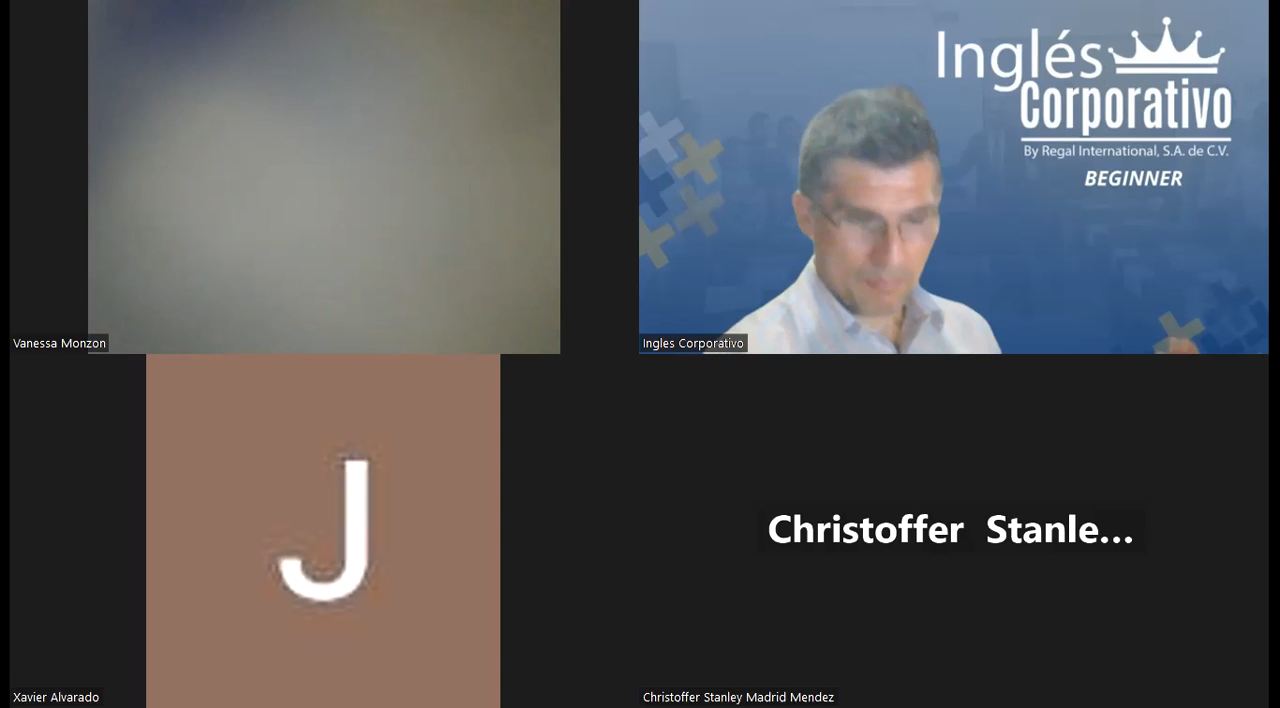 Inglés
Corporativo
By Regal International, S.A. de C.V.
BEGINNER
Vanessa Monzon
Ingles Corporativo
J
Christoffer Stanle...
Xavier Alvarado
Christoffer Stanley Madrid Mendez